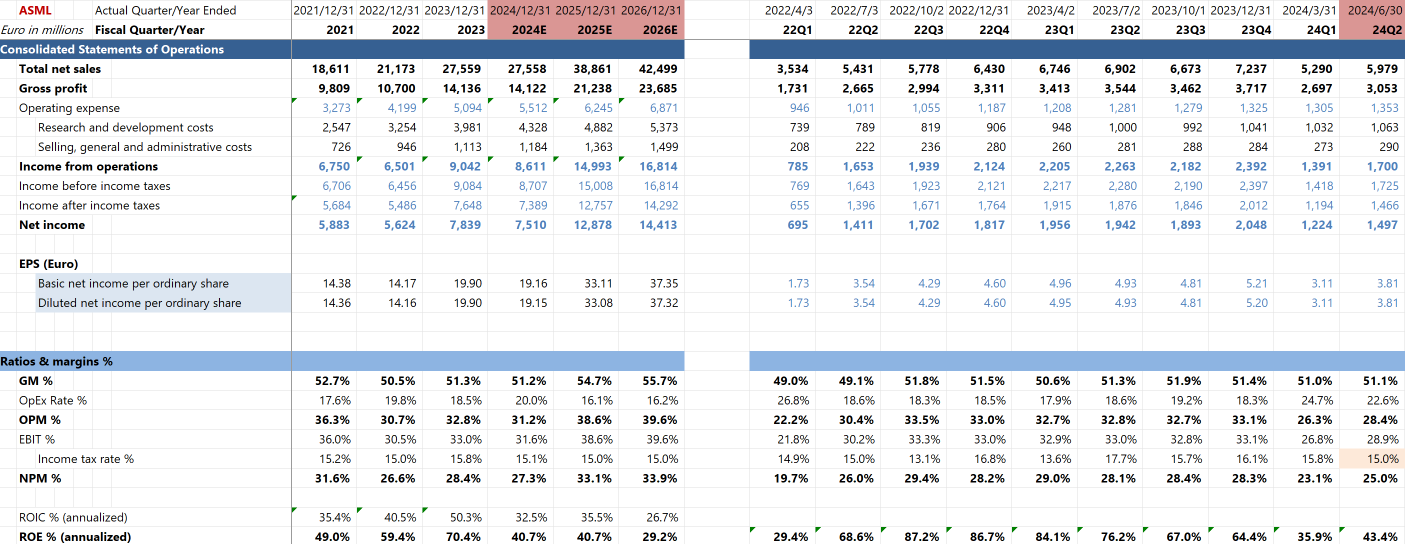 ASML Actual Quarter/Year Ended 2021/12/31 2022/12/31 2023/12/31 2024/12/31 2025/12/31 2026/12/31 2022/4/3 2022/7/3 2022/10/2 2022/12/31 2023/4/2 2023/7/2 2023/10/1 2023/12/31 2024/3/31 2024/6/30
Euro in millions Fiscal Quarter/Year 2021 2022 2023 2024E 2025E 2026E 22Q1 22Q2 22Q3 22Q4 23Q1 23Q2 23Q3 23Q4 24Q1 24Q2
Consolidated Statements of Operations
Total net sales 18,611 21,173 27,559 27,558 38,861 42,499 3,534 5,431 5,778 6,430 6,746 6,902 6,673 7,237 5,290 5,979
Gross profit 9,809 10,700 14,136 14,122 21,238 23,685 1,731 2,665 2,994 3,311 3,413 3,544 3,462 3,717 2,697 3,053
Operating expense 3,273 4,199 5,094 5,512 6,245 6,871 946 1,011 1,055 1,187 1,208 1,281 1,279 1,325 1,305 1,353
Research and development costs 2,547 3,254 3,981 4,328 4,882 5,373 739 789 819 906 948 1,000 992 1,041 1,032 1,063
Selling, general and administrative costs 726 946 1,113 1,184 1,363 1,499 208 222 236 280 260 281 288 284 273 290
Income from operations 6,750 6,501 9,042 8,611 14,993 16,814 785 1,653 1,939 2,124 2,205 2,263 2,182 2,392 1,391 1,700
Income before income taxes 6,706 6,456 9,084 8,707 15,008 16,814 769 1,643 1,923 2,121 2,217 2,280 2,190 2,397 1,418 1,725
Income after income taxes 5,684 5,486 7,648 7,389 12,757 14,292 655 1,396 1,671 1,764 1,915 1,876 1,846 2,012 1,194 1,466
Net income 5,883 5,624 7,839 7,510 12,878 14,413 695 1,411 1,702 1,817 1,956 1,942 1,893 2,048 1,224 1,497
EPS (Euro)
Basic net income per ordinary share 14.38 14.17 19.90 19.16 33.11 37.35 1.73 3.54 4.29 4.60 4.96 4.93 4.81 5.21 3.11 3.81
Diluted net income per ordinary share 14.36 14.16 19.90 19.15 33.08 37.32 1.73 3.54 4.29 4.60 4.95 4.93 4.81 5.20 3.11 3.81
Ratios & margins %
GM % 52.7% 50.5% 51.3% 51.2% 54.7% 55.7% 49.0% 49.1% 51.8% 51.5% 50.6% 51.3% 51.9% 51.4% 51.0% 51.1%
OpEx Rate % 17.6% 19.8% 18.5% 20.0% 16.1% 16.2% 26.8% 18.6% 18.3% 18.5% 17.9% 18.6% 19.2% 18.3% 24.7% 22.6%
OPM % 36.3% 30.7% 32.8% 31.2% 38.6% 39.6% 22.2% 30.4% 33.5% 33.0% 32.7% 32.8% 32.7% 33.1% 26.3% 28.4%
EBIT % 36.0% 30.5% 33.0% 31.6% 38.6% 39.6% 21.8% 30.2% 33.3% 33.0% 32.9% 33.0% 32.8% 33.1% 26.8% 28.9%
Income tax rate % 15.2% 15.0% 15.8% 15.1% 15.0% 15.0% 14.9% 15.0% 13.1% 16.8% 13.6% 17.7% 15.7% 16.1% 15.8% 15.0%
NPM % 31.6% 26.6% 28.4% 27.3% 33.1% 33.9% 19.7% 26.0% 29.4% 28.2% 29.0% 28.1% 28.4% 28.3% 23.1% 25.0%
ROIC % (annualized) 35.4% 40.5% 50.3% 32.5% 35.5% 26.7%
ROE % (annualized) 49.0% 59.4% 70.4% 40.7% 40.7% 29.2% 29.4% 68.6% 87.2% 86.7% 84.1% 76.2% 67.0% 64.4% 35.9% 43.4%